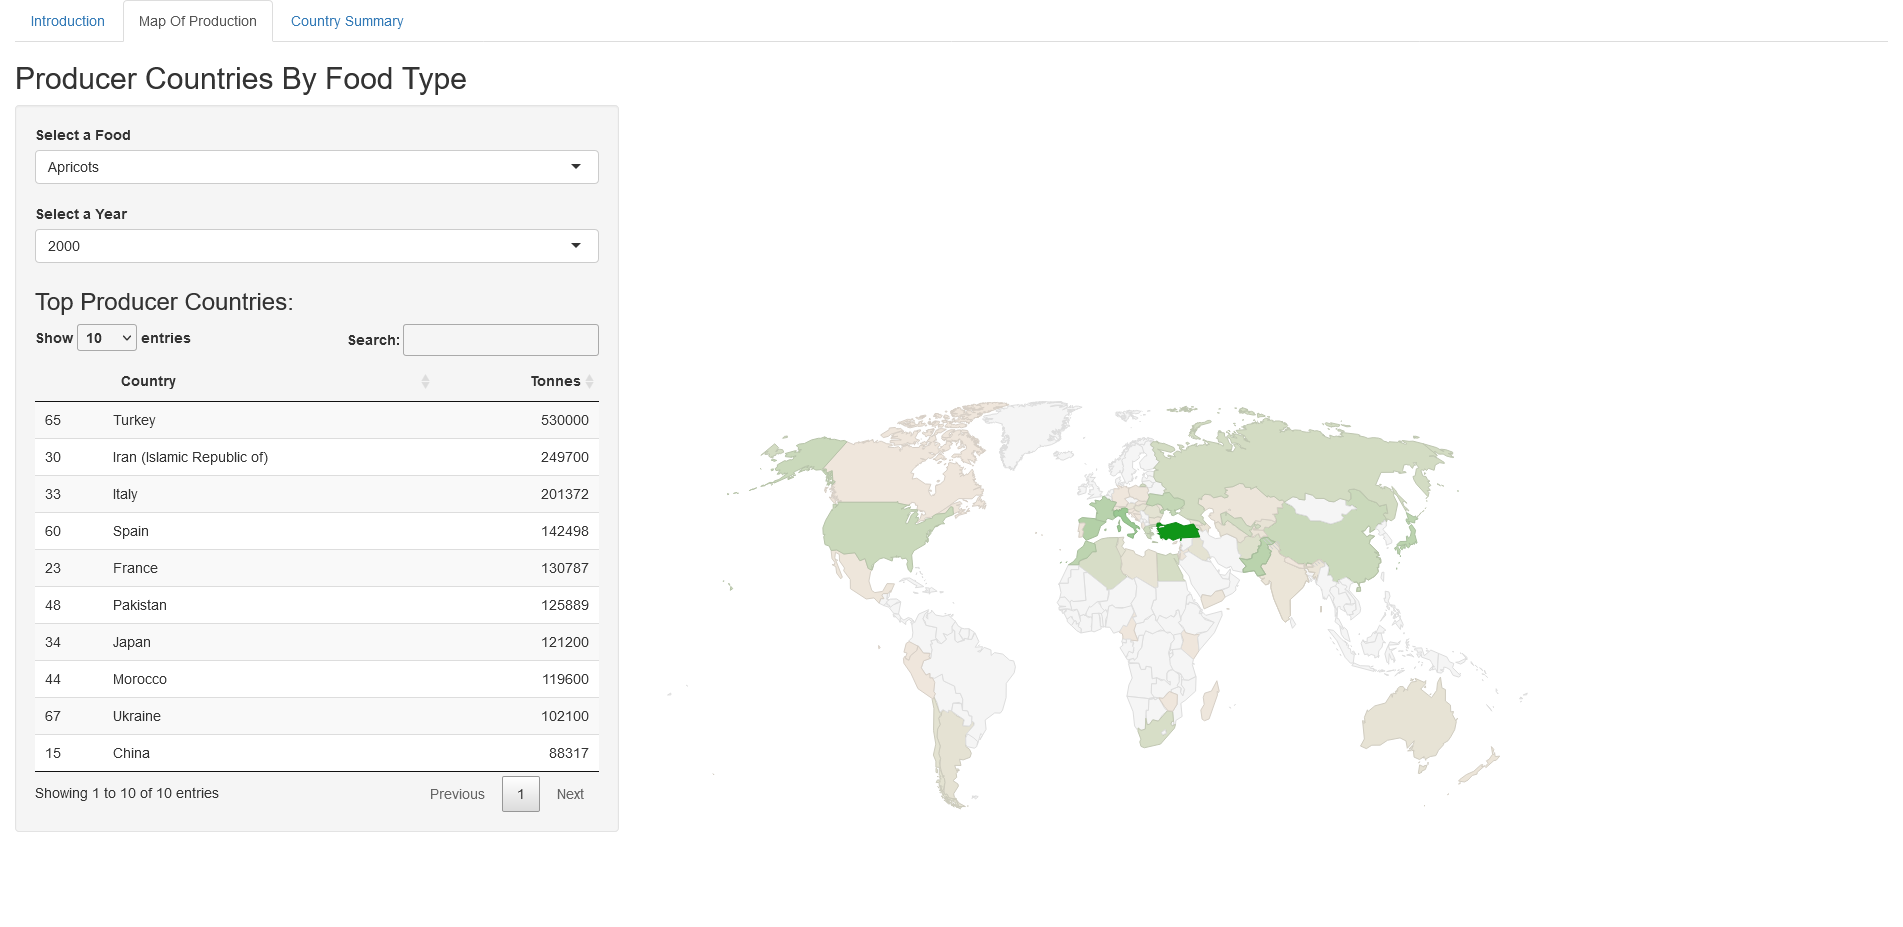 Introduction Map Of Production Country Summary
Producer Countries By Food Type
Select a Food
Apricots
Select a Year
2000
Top Producer Countries:
Show 10 entries Search:
Country Tonnes
65 Turkey 530000
30 Iran (Islamic Republic of) 249700
33 Italy 201372
60 Spain 142498
23 France 130787
48 Pakistan 125889
34 Japan 121200
44 Morocco 119600
67 Ukraine 102100
15 China 88317
Showing 1 to 10 of 10 entries Previous 1 Next